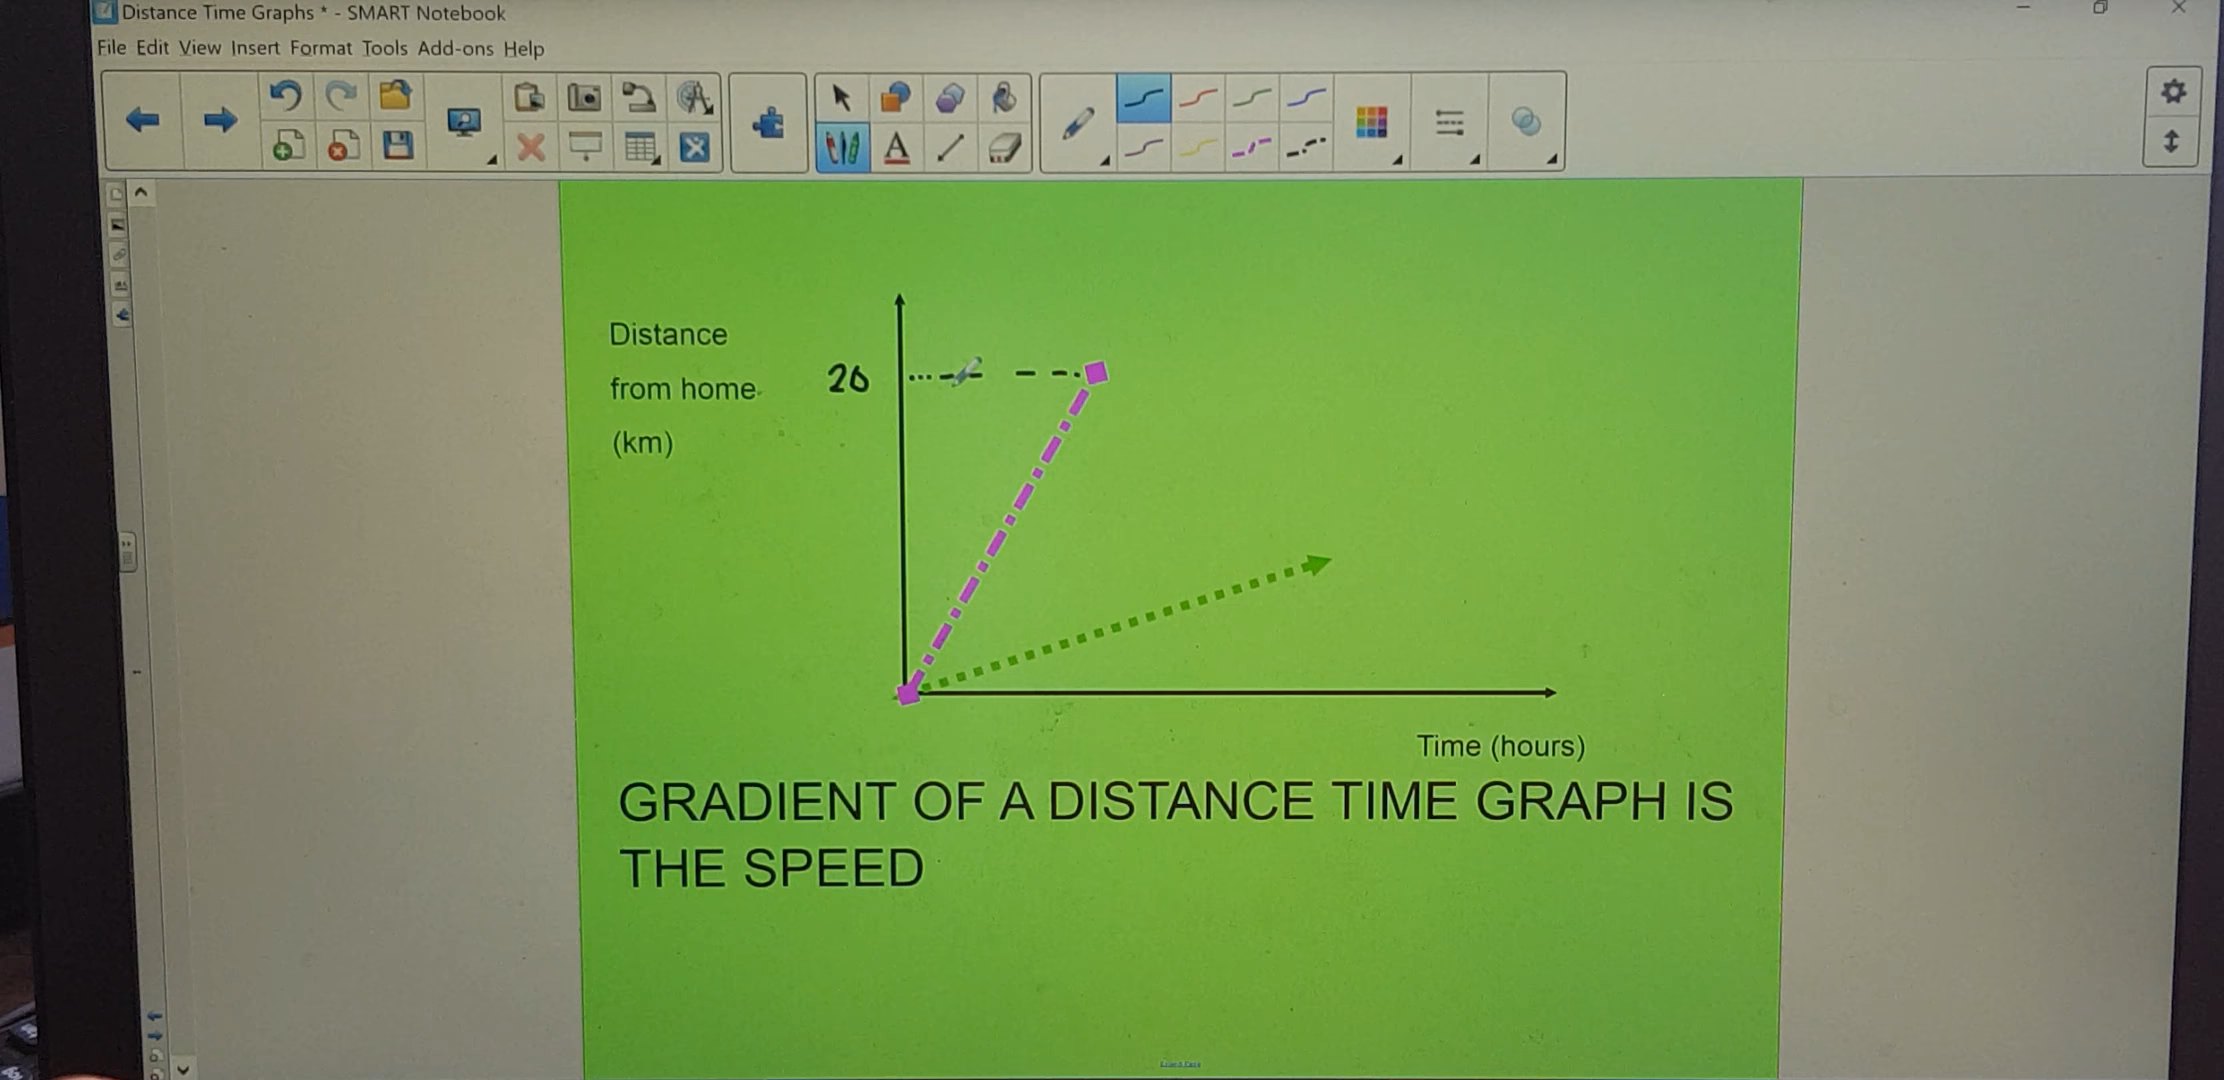 Distance Time Graphs * - SMART Notebook
File Edit View Insert Format Tools Add-ons Help
Distance
from home
(km)
20
Time (hours)
GRADIENT OF A DISTANCE TIME GRAPH IS
THE SPEED